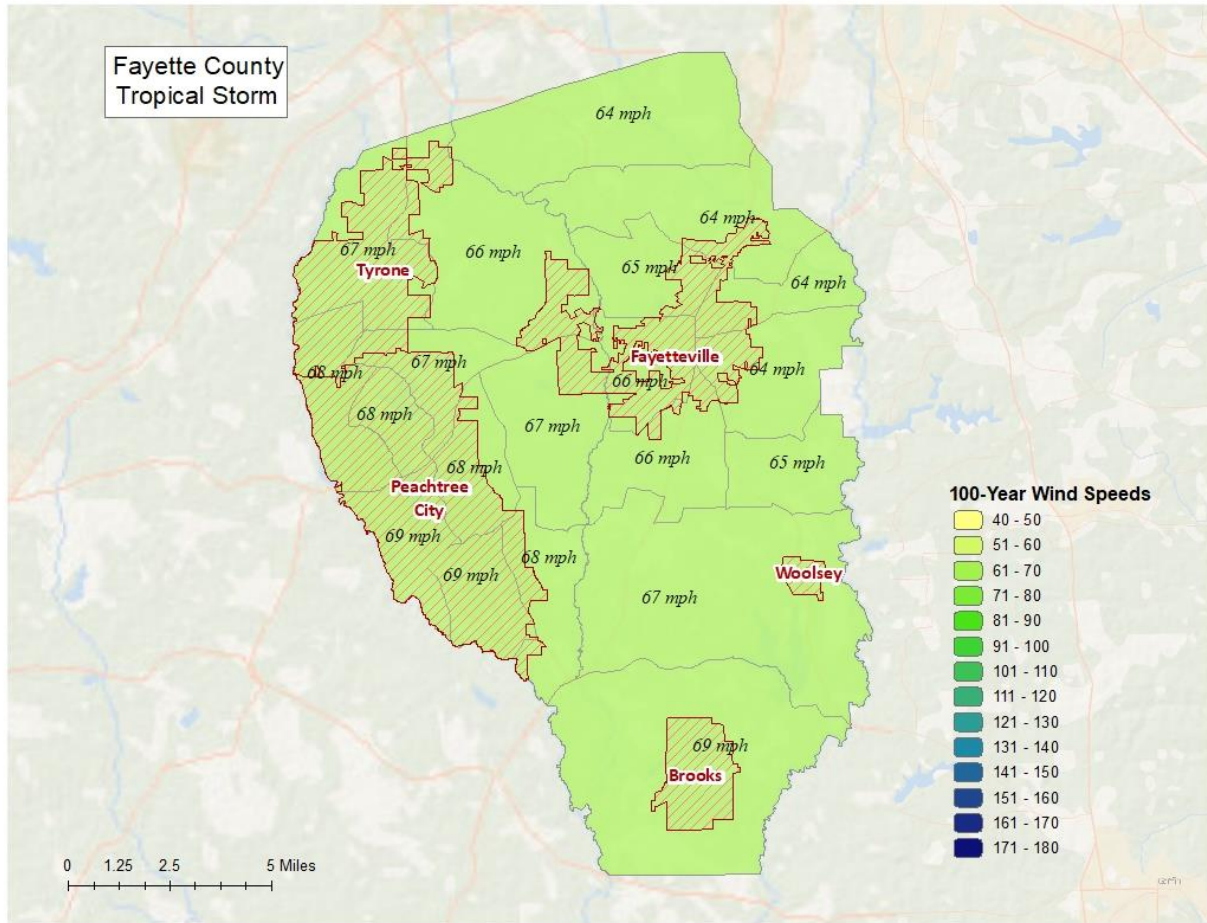 Fayette County
Tropical Storm
64 mph
64 mph
67 mph
66 mph
65 mph
64 mph
Tyrone
Fayetteville
68 mph
67 mph
66 mph
64 mph
68 mph
67 mph
66 mph
65 mph
68 mph
Peachtree
City
69 mph
69 mph
68 mph
67 mph
Woolsey
69 mph
Brooks
100-Year Wind Speeds
40 - 50
51 - 60
61 - 70
71 - 80
81 - 90
91 - 100
101 - 110
111 - 120
121 - 130
131 - 140
141 - 150
151 - 160
161 - 170
171 - 180
0 1.25 2.5 5 Miles